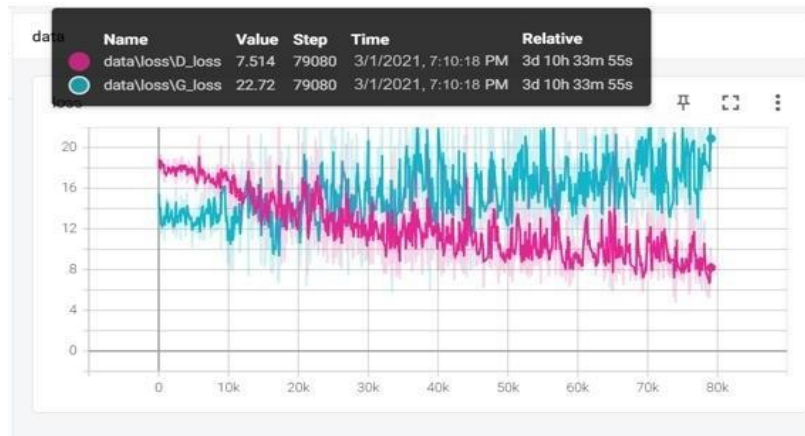 data
Name Value Step Time Relative
data\loss\D_loss 7.514 79080 3/1/2021, 7:10:18 PM 3d 10h 33m 55s
data\loss\G_loss 22.72 79080 3/1/2021, 7:10:18 PM 3d 10h 33m 55s
loss
20
16
12
8
4
0
0 10k 20k 30k 40k 50k 60k 70k 80k